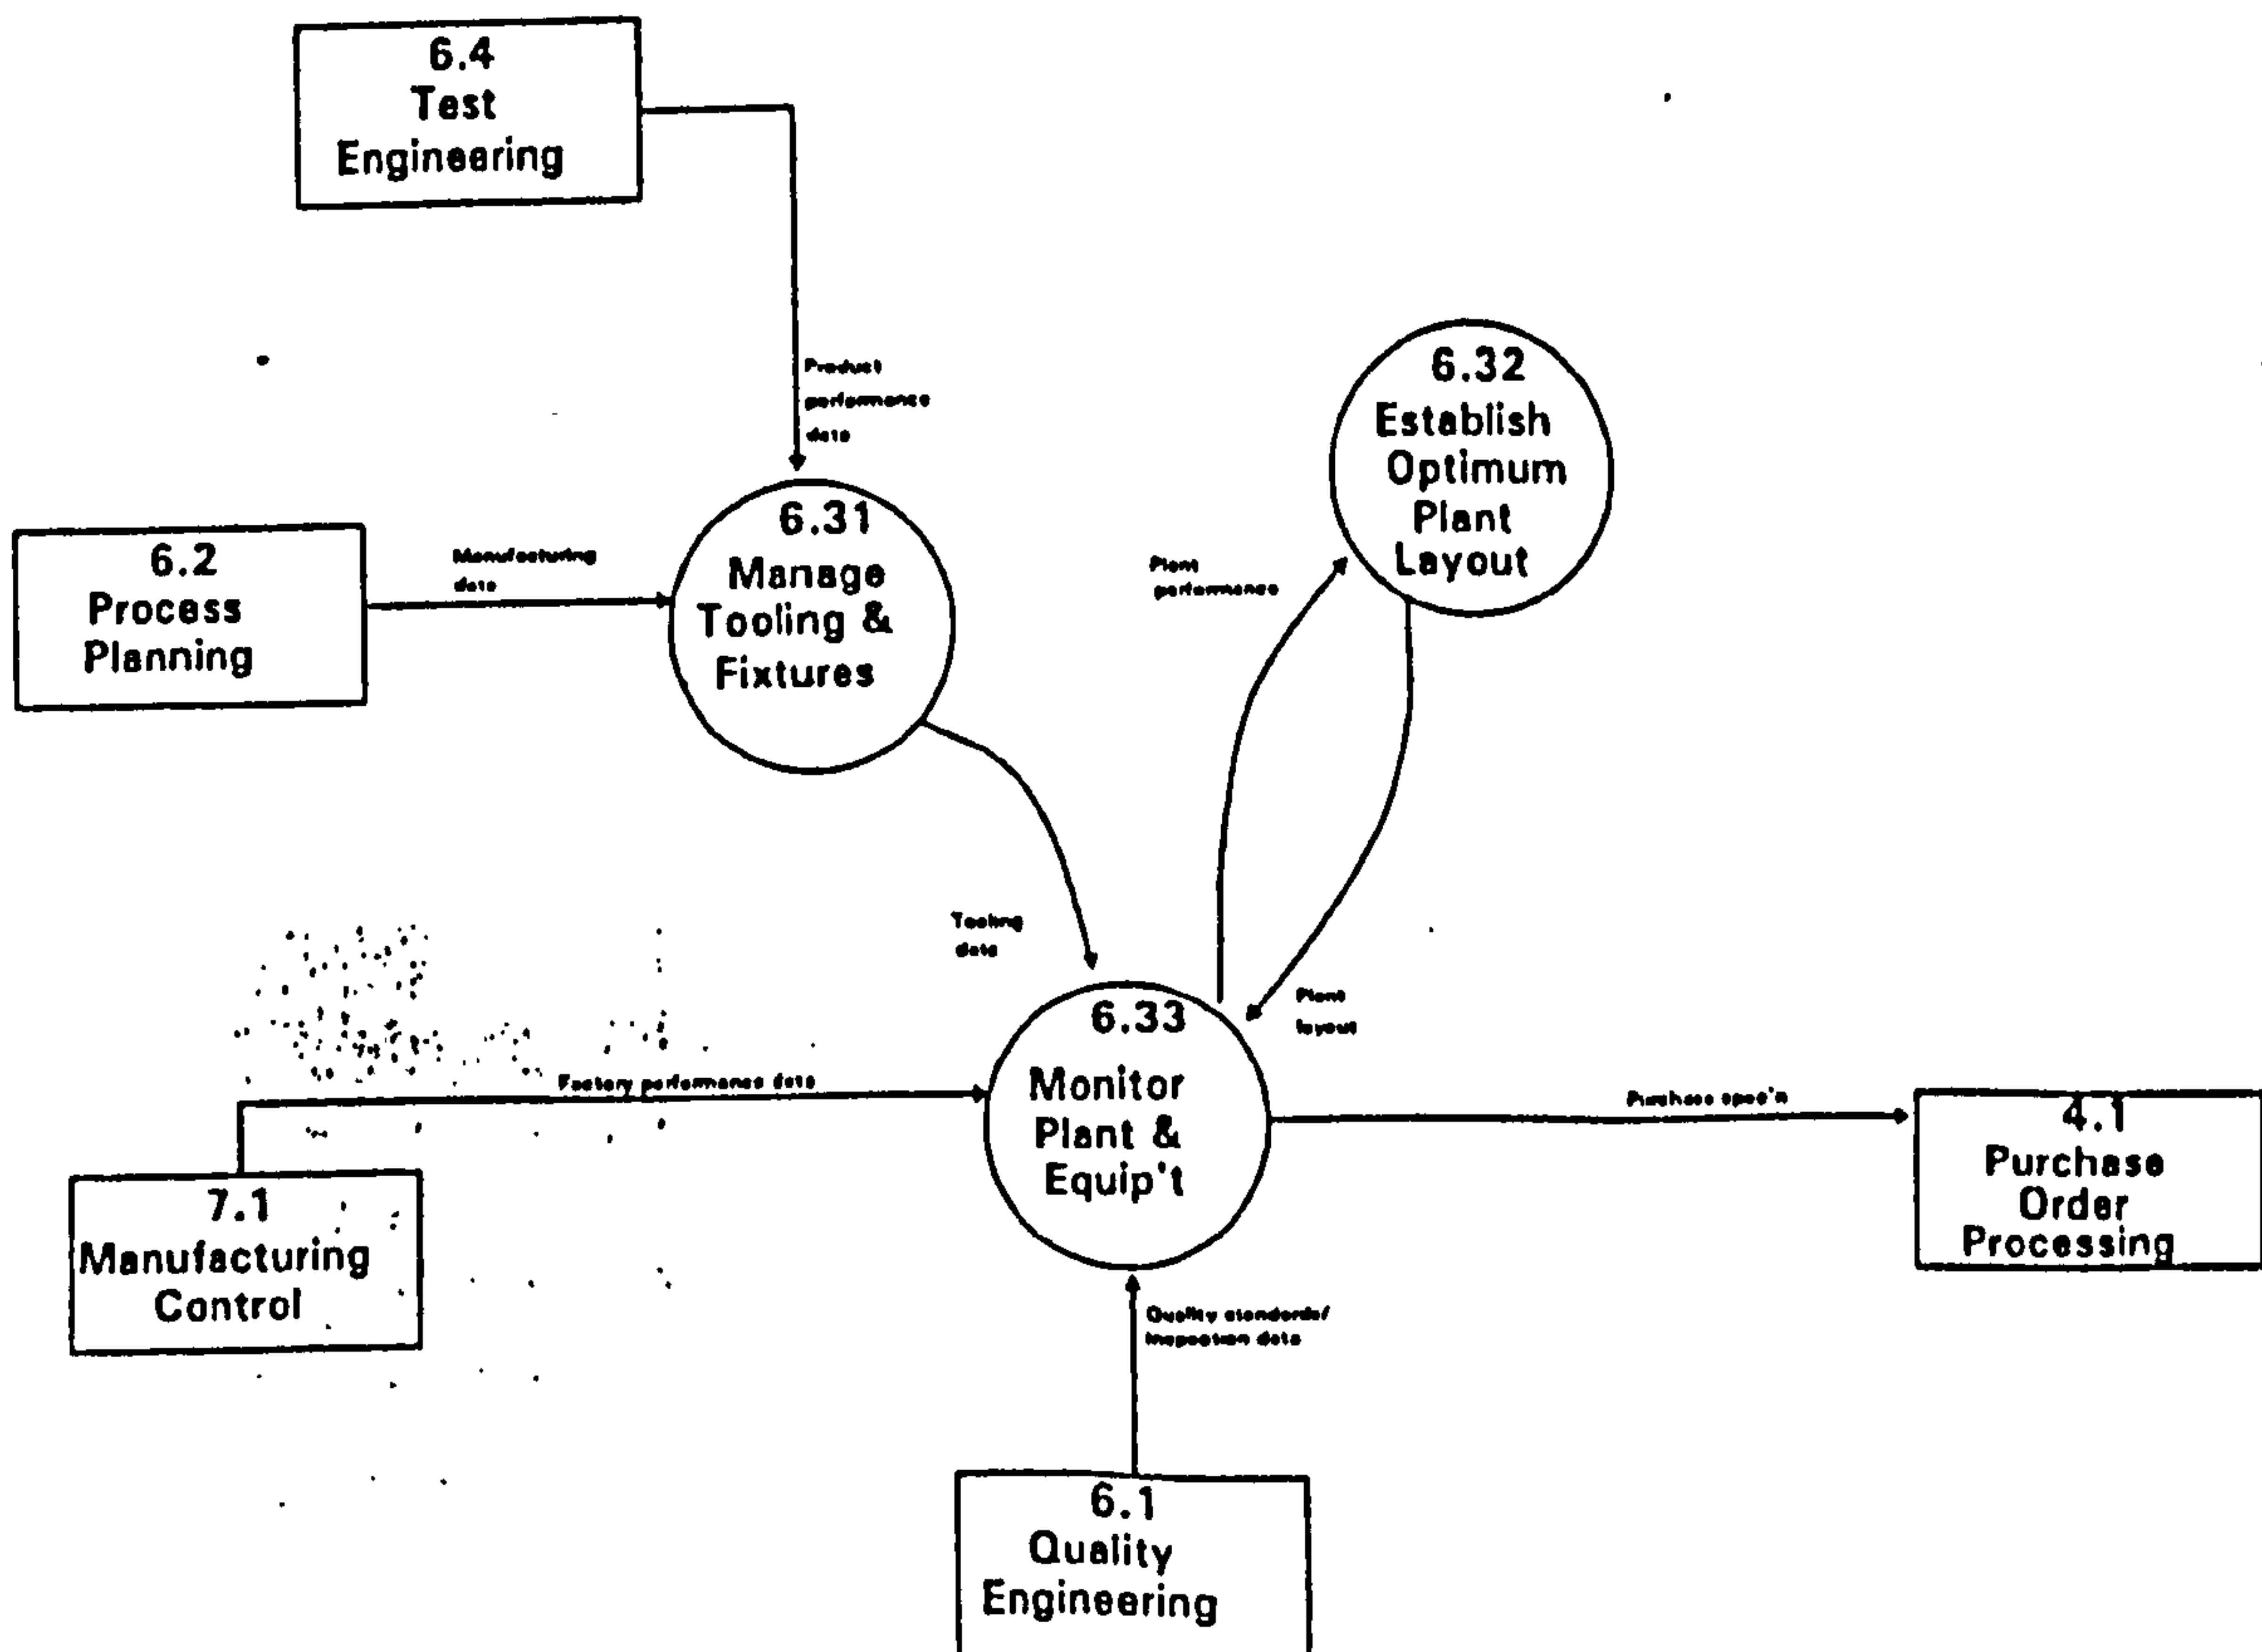 6.4
Test
Engineering
Product
performance
data
6.32
Establish
Optimum
Plant
Layout
6.31
Manage
Tooling &
Fixtures
6.2
Process
Planning
Manufacturing
data
Plant
performance
Tooling
data
Plant
layout
6.33
Monitor
Plant &
Equip't
Factory performance data
Purchase spec'n
4.1
Purchase
Order
Processing
7.1
Manufacturing
Control
Quality standards/
Inspection data
6.1
Quality
Engineering